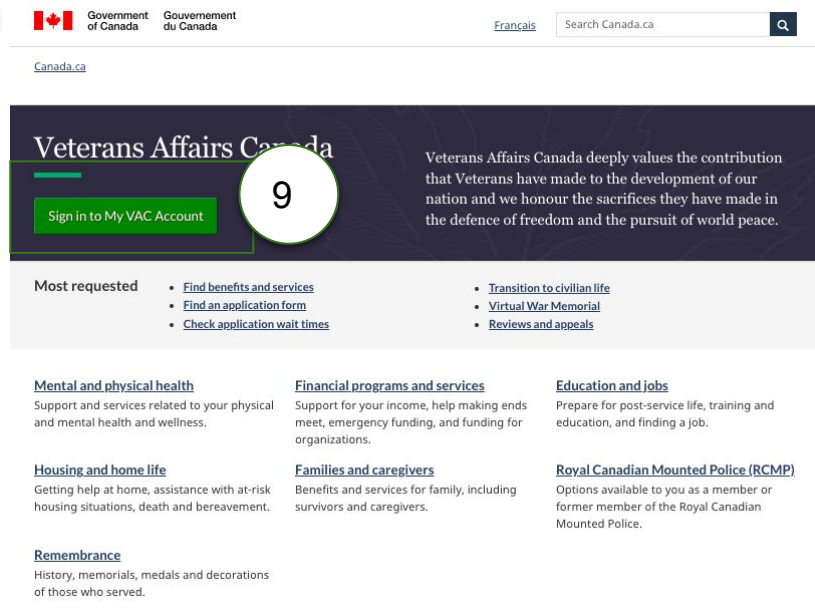 Government of Canada
Gouvernement du Canada
Français
Search Canada.ca
Canada.ca
Veterans Affairs Canada
Sign in to My VAC Account
9
Veterans Affairs Canada deeply values the contribution
that Veterans have made to the development of our
nation and we honour the sacrifices they have made in
the defence of freedom and the pursuit of world peace.
Most requested
Find benefits and services
Find an application form
Check application wait times
Transition to civilian life
Virtual War Memorial
Reviews and appeals
Mental and physical health
Support and services related to your physical
and mental health and wellness.
Financial programs and services
Support for your income, help making ends
meet, emergency funding, and funding for
organizations.
Education and jobs
Prepare for post-service life, training and
education, and finding a job.
Housing and home life
Getting help at home, assistance with at-risk
housing situations, death and bereavement.
Families and caregivers
Benefits and services for family, including
survivors and caregivers.
Royal Canadian Mounted Police (RCMP)
Options available to you as a member or
former member of the Royal Canadian
Mounted Police.
Remembrance
History, memorials, medals and decorations
of those who served.